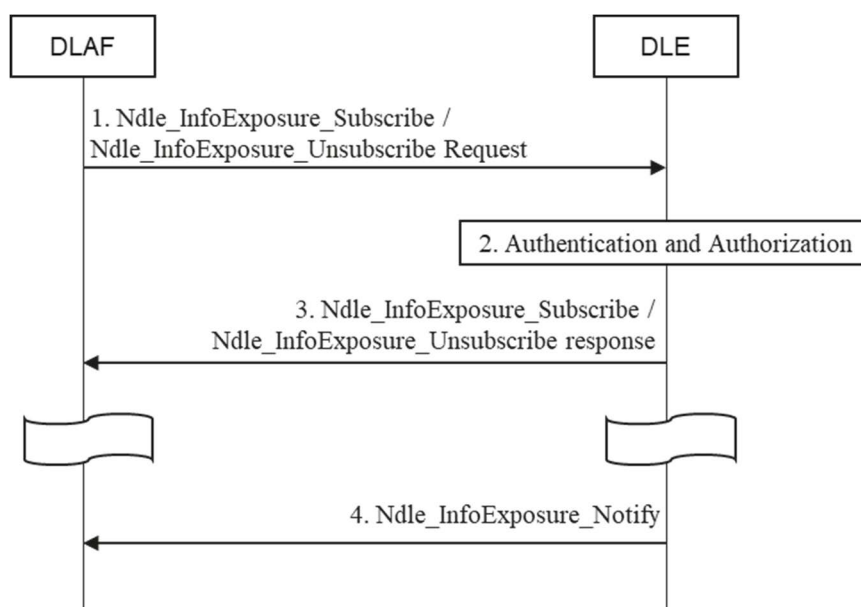 DLAF
DLE
1. Ndle_InfoExposure_Subscribe /
Ndle_InfoExposure_Unsubscribe Request
2. Authentication and Authorization
3. Ndle_InfoExposure_Subscribe /
Ndle_InfoExposure_Unsubscribe response
4. Ndle_InfoExposure_Notify